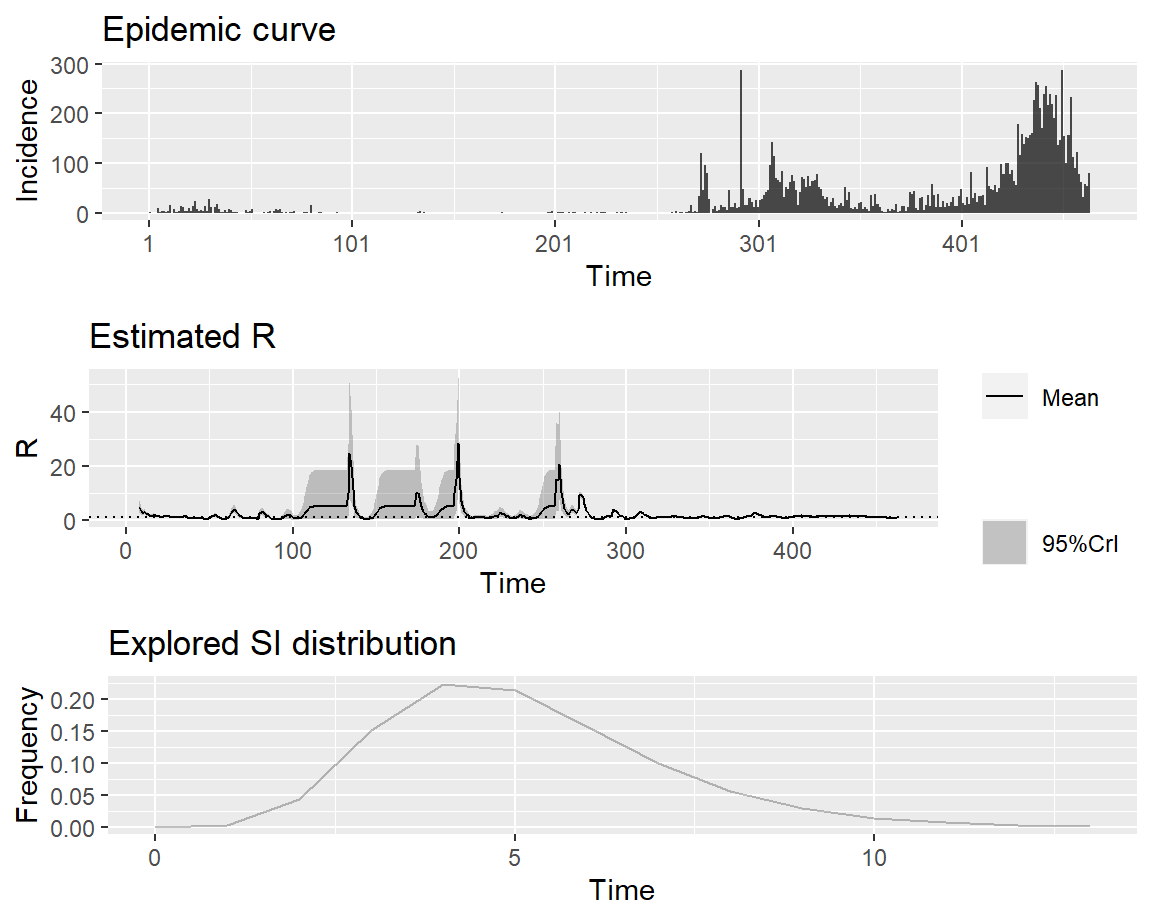 Epidemic curve
300
200
100
0
Incidence
1 101 201 301 401
Time
Estimated R
40
20
0
R
0 100 200 300 400
Time
Mean
95%CrI
Explored SI distribution
0.20
0.15
0.10
0.05
0.00
Frequency
0 5 10
Time